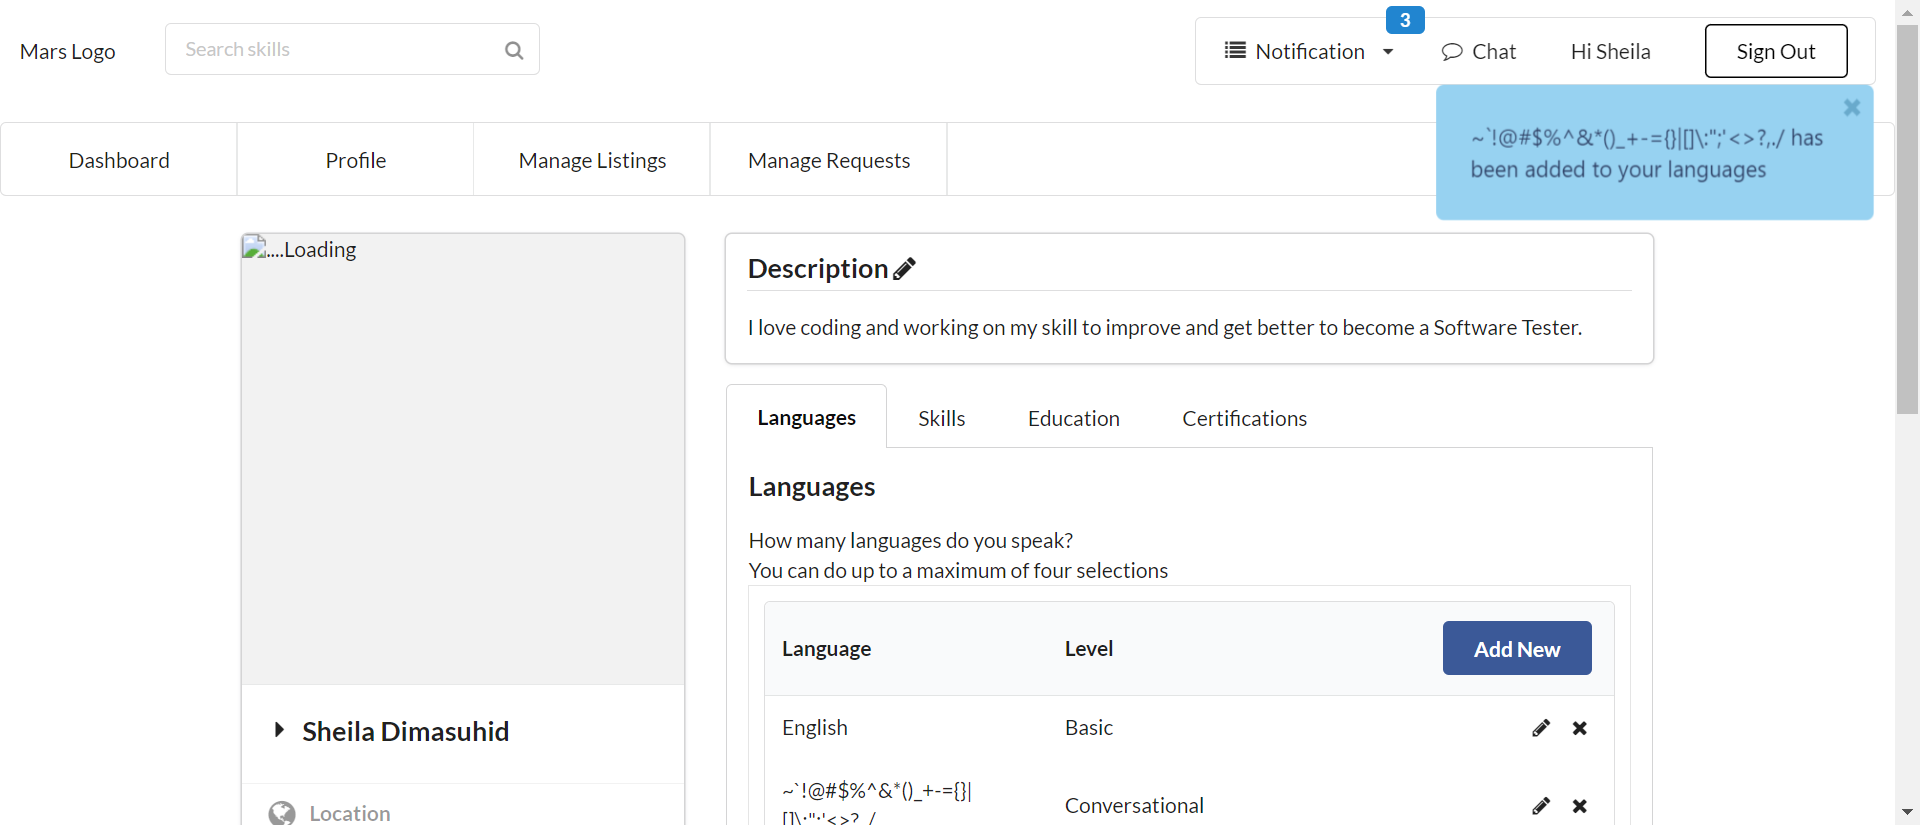 Mars Logo
Search skills
3
Notification
Chat
Hi Sheila
Sign Out
~`!@#$%^&*()_+-={}|[]\:";'<>?,./ has
been added to your languages
Dashboard
Profile
Manage Listings
Manage Requests
....Loading
Description
I love coding and working on my skill to improve and get better to become a Software Tester.
Languages
Skills
Education
Certifications
Languages
How many languages do you speak?
You can do up to a maximum of four selections
Language
Level
Add New
English
Basic
~`!@#$%^&*()_+-={}|
[]\:";'<>?,./
Conversational
Sheila Dimasuhid
Location